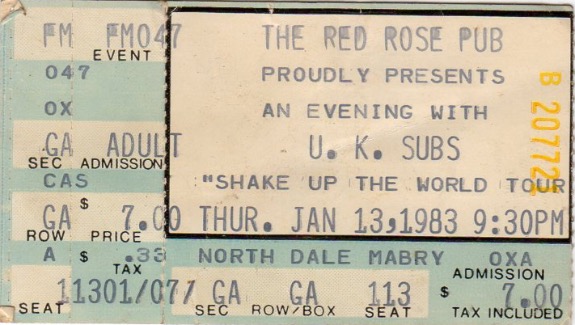 FM FM047
EVENT
047
OX
GA ADULT
SEC ADMISSION
CAS
GA $ 7.00
ROW PRICE
A $ .33
TAX
11301/077
SEAT
THE RED ROSE PUB
PROUDLY PRESENTS
AN EVENING WITH
U. K. SUBS
"SHAKE UP THE WORLD TOUR
THUR. JAN 13,1983 9:30PM
NORTH DALE MABRY OXA
ADMISSION
GA GA 113 $ 7.00
SEC ROW/BOX SEAT TAX INCLUDED